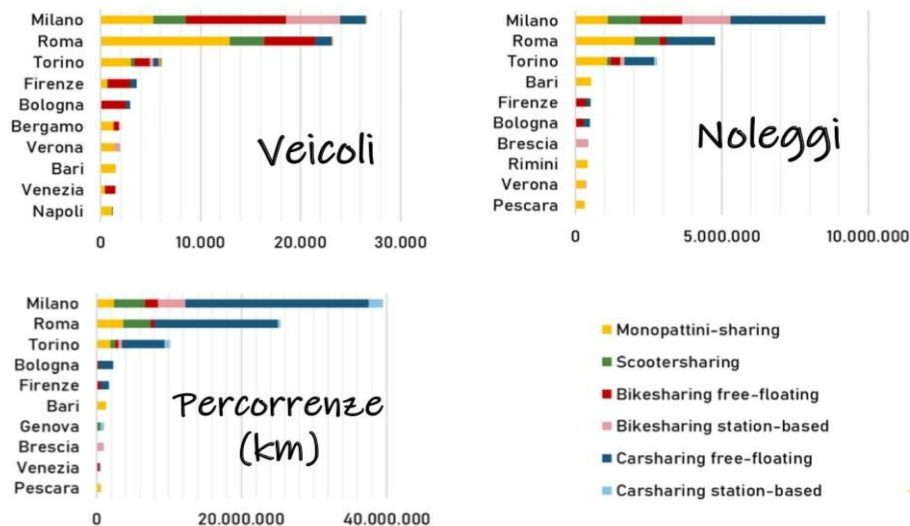 Milano
Roma
Torino
Firenze
Bologna
Bergamo
Verona
Bari
Venezia
Napoli
Veicoli
0 10.000 20.000 30.000
Milano
Roma
Torino
Bari
Firenze
Bologna
Brescia
Rimini
Verona
Pescara
Noleggi
0 5.000.000 10.000.000
Milano
Roma
Torino
Bologna
Firenze
Bari
Genova
Brescia
Venezia
Pescara
Percorrenze
(km)
0 20.000.000 40.000.000
Monopattini-sharing
Scootersharing
Bikesharing free-floating
Bikesharing station-based
Carsharing free-floating
Carsharing station-based